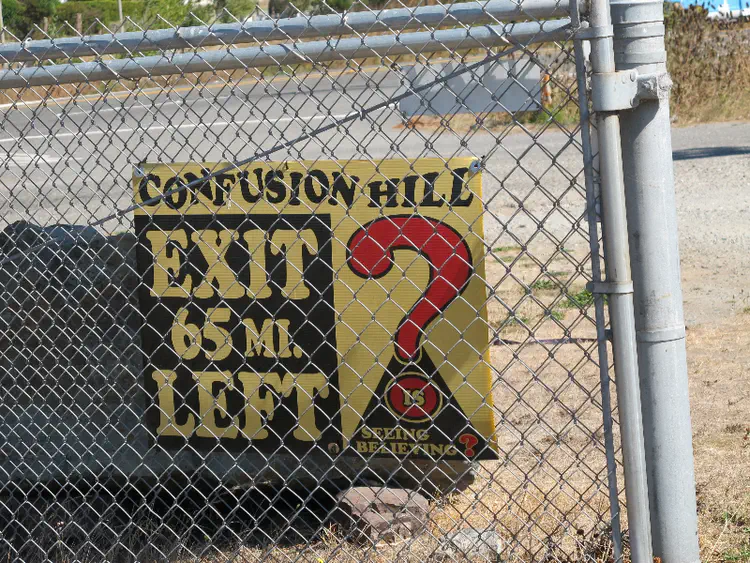 CONFUSION HILL
EXIT
65 MI.
LEFT
?
IS
SEEING
BELIEVING?